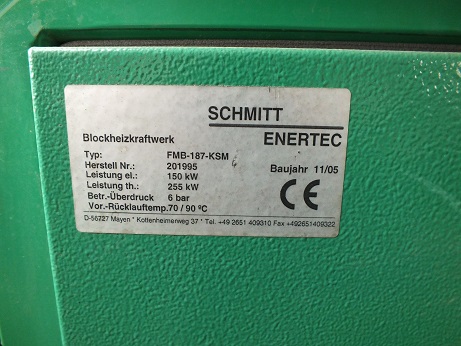 SCHMITT
ENERTEC
Blockheizkraftwerk
Typ: FMB-187-KSM 4
Herstell Nr.: 201995
Baujahr 11/05
Leistung el.: 150 kW
Leistung th.: 255 kW
Betr.-Überdruck 6 bar
Vor.-Rücklauftemp. 70 / 90 ºC
CE
D-56727 Mayen * Kottenheimerweg 37 * Tel. +49 2651 409310 Fax +492651409322